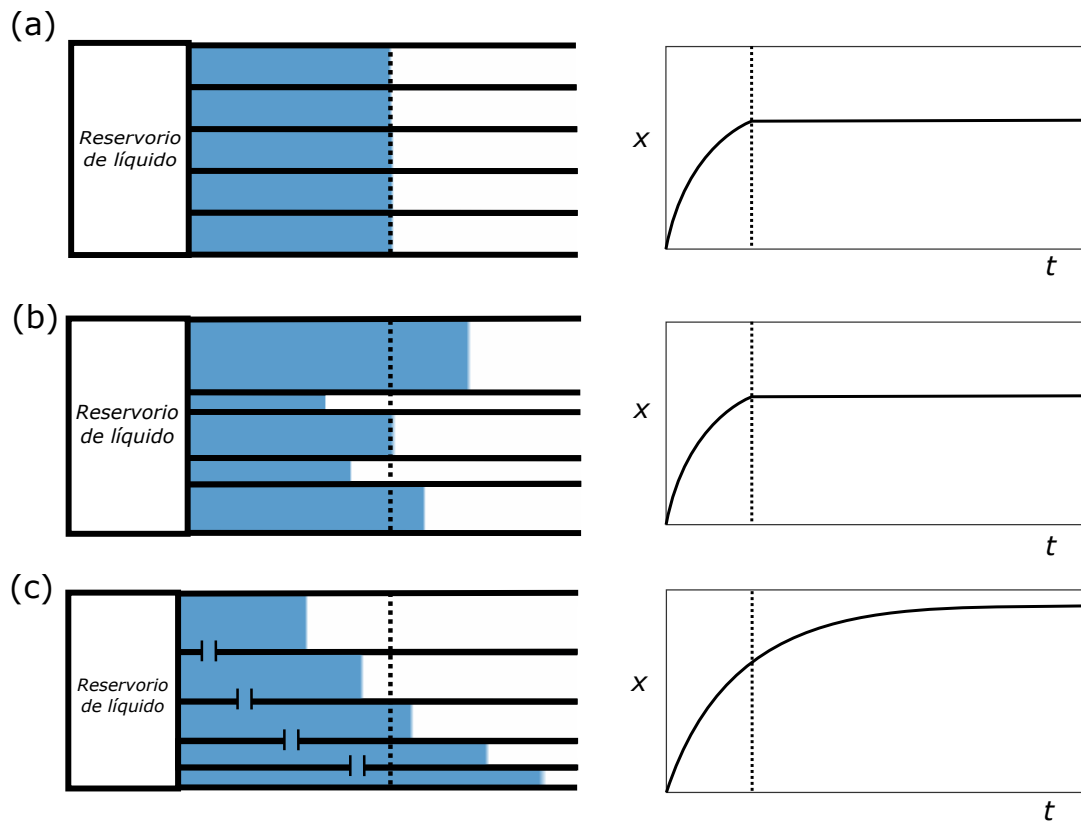 (a)
Reservorio
de líquido
x
t
(b)
Reservorio
de líquido
x
t
(c)
Reservorio
de líquido
x
t